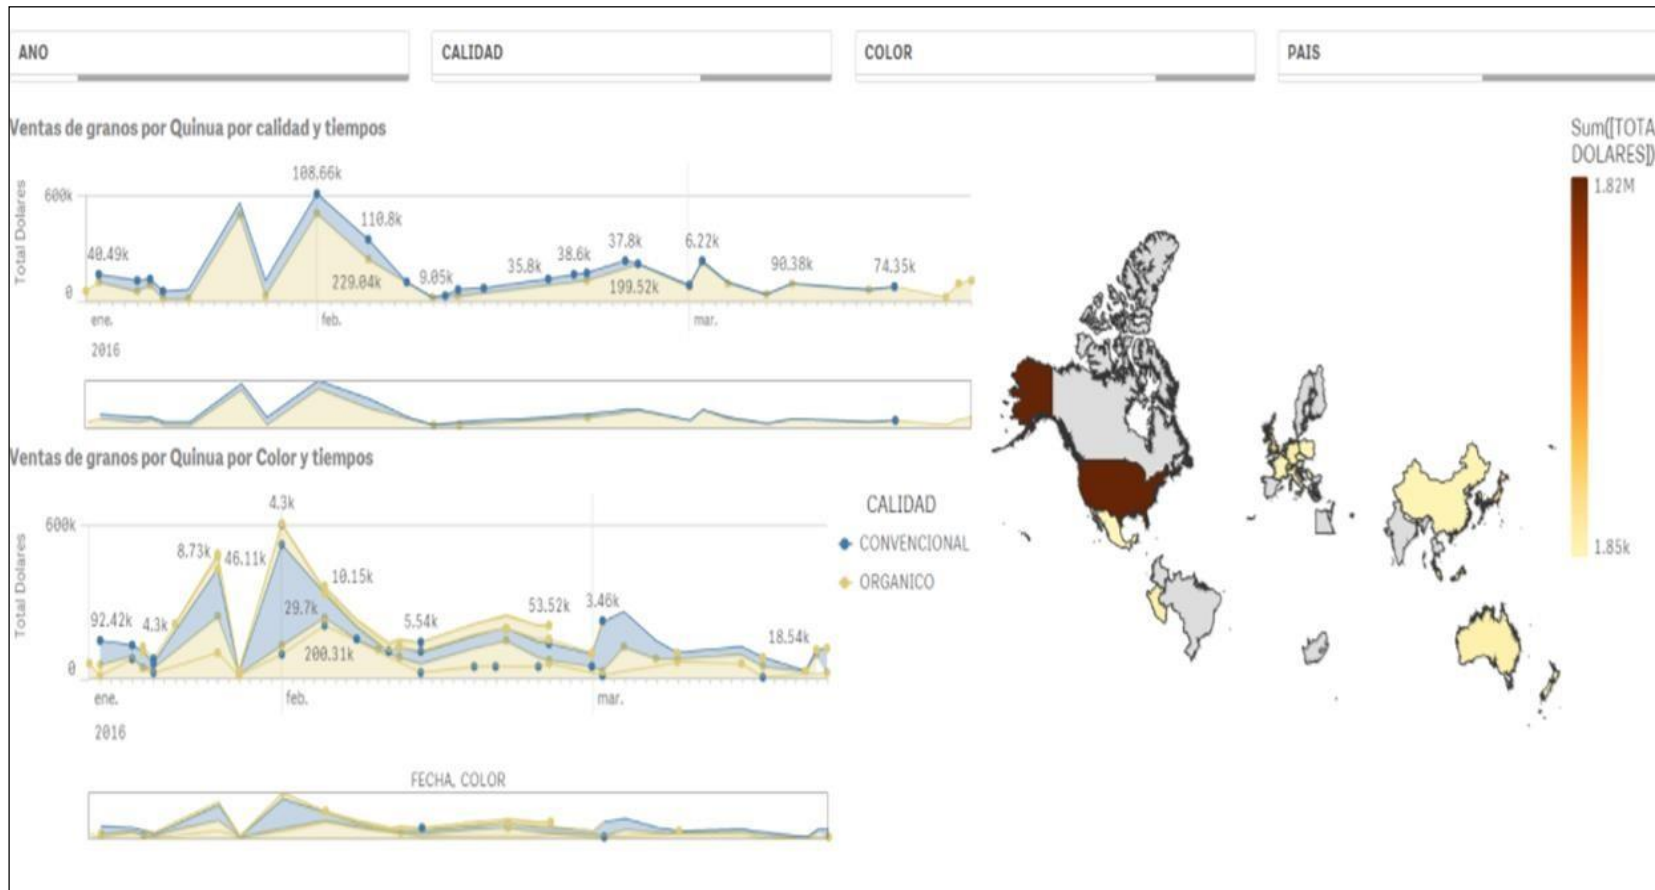 ANO
CALIDAD
COLOR
PAIS
Ventas de granos por Quinua por calidad y tiempos
Total Dolares
600k
0
40.49k
108.66k
110.8k
229.04k
9.05k
35.8k
38.6k
37.8k
199.52k
6.22k
90.38k
74.35k
ene.
feb.
mar.
2016
Ventas de granos por Quinua por Color y tiempos
Total Dolares
600k
0
92.42k
4.3k
8.73k
46.11k
4.3k
29.7k
10.15k
200.31k
5.54k
53.52k
3.46k
18.54k
ene.
feb.
mar.
2016
FECHA, COLOR
CALIDAD
CONVENCIONAL
ORGANICO
Sum([TOTA
DOLARES])
1.82M
1.85k